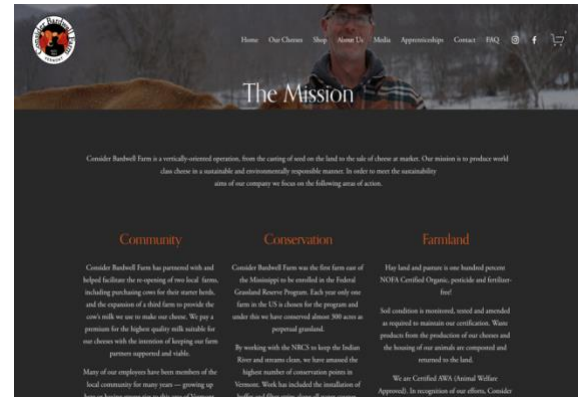 Consider Bardwell Farm
VERMONT
Home Our Cheeses Shop About Us Media Apprenticeships Contact FAQ
The Mission
Consider Bardwell Farm is a vertically-oriented operation, from the casting of seed on the land to the sale of cheese at market. Our mission is to produce world
class cheese in a sustainable and environmentally responsible manner. In order to meet the sustainability
aims of our company we focus on the following areas of action.
Community
Consider Bardwell Farm has partnered with and
helped facilitate the re-opening of two local farms,
including purchasing cows for their starter herds,
and the expansion of a third farm to provide the
cow's milk we use to make our cheese. We pay a
premium for the highest quality milk suitable for
our cheeses with the intention of keeping our farm
partners supported and viable.
Many of our employees have been members of the
local community for many years — growing up
Conservation
Consider Bardwell Farm was the first farm east of
the Mississippi to be enrolled in the Federal
Grassland Reserve Program. Each year only one
farm in the US is chosen for the program and
under this we have conserved almost 300 acres as
perpetual grassland.
By working with the NRCS to keep the Indian
River and streams clean, we have amassed the
highest number of conservation points in
Vermont. Work has included the installation of
Farmland
Hay land and pasture is one hundred percent
NOFA Certified Organic, pesticide and fertilizer-
free!
Soil condition is monitored, tested and amended
as required to maintain our certification. Waste
products from the production of our cheeses and
the housing of our animals are composted and
returned to the land.
We are Certified AWA (Animal Welfare
Approved). In recognition of our efforts, Consider